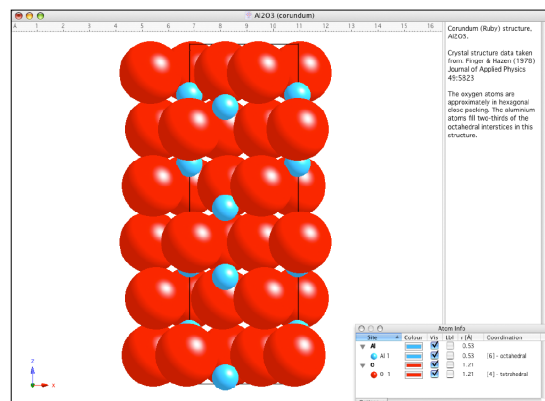 Al2O3 (corundum)
A 1 2 3 4 5 6 7 8 9 10 11 12 13 14 15 16
Corundum (Ruby) structure,
Al2O3.
Crystal structure data taken
from: Finger & Hazen (1978)
Journal of Applied Physics
49:5823
The oxygen atoms are
approximately in hexagonal
close packing. The aluminium
atoms fill two-thirds of the
octahedral interstices in this
structure.
z
x
Atom Info
Site Colour Vis Lbl r [Å] Coordination
Al 0.53
Al 1 0.53 [6] - octahedral
O 1.21
O 1 1.21 [4] - tetrahedral